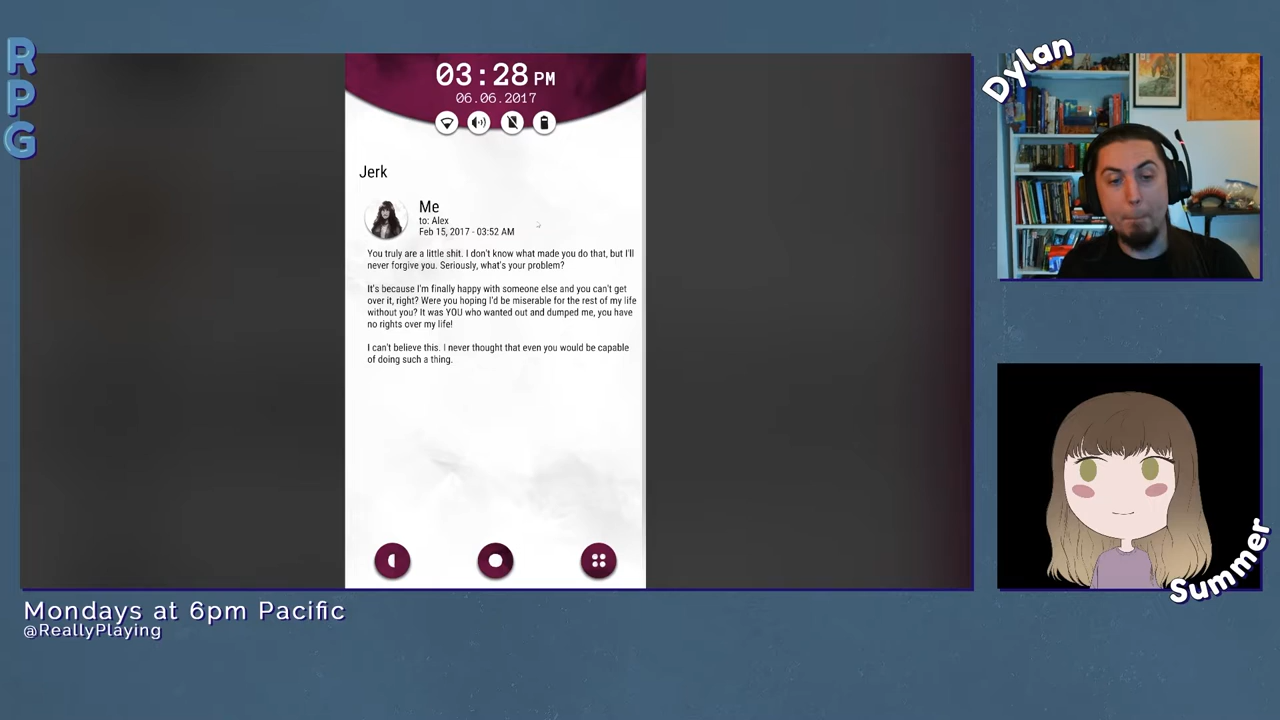 RPG
03:28 PM
06.06.2017
Jerk
Me
to: Alex
Feb 15, 2017 - 03:52 AM
You truly are a little shit. I don't know what made you do that, but I'll
never forgive you. Seriously, what's your problem?
It's because I'm finally happy with someone else and you can't get
over it, right? Were you hoping I'd be miserable for the rest of my life
without you? It was YOU who wanted out and dumped me, you have
no rights over my life!
I can't believe this. I never thought that even you would be capable
of doing such a thing.
Dylan
Summer
Mondays at 6pm Pacific
@ReallyPlaying